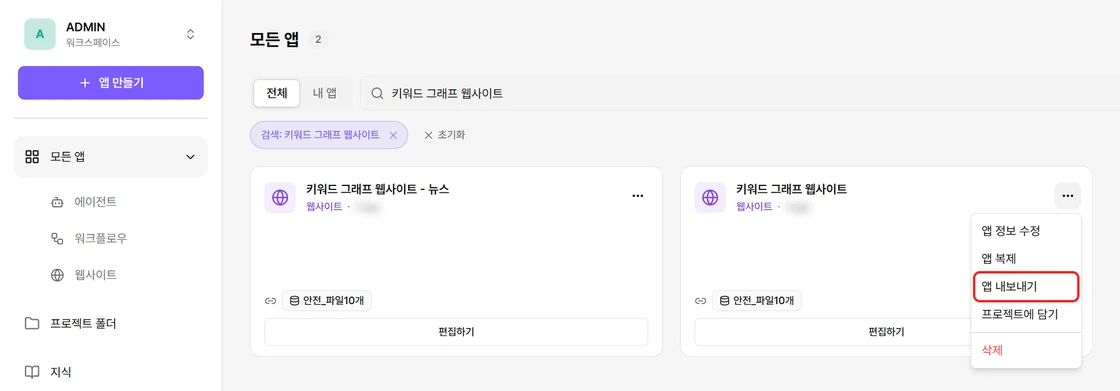 A
ADMIN
워크스페이스
+ 앱 만들기
모든 앱
에이전트
워크플로우
웹사이트
프로젝트 폴더
지식
모든 앱 2
전체
내 앱
키워드 그래프 웹사이트
검색: 키워드 그래프 웹사이트 ×
× 초기화
키워드 그래프 웹사이트 - 뉴스
웹사이트 ·
안전_파일10개
편집하기
키워드 그래프 웹사이트
웹사이트 ·
안전_파일10개
편집하기
앱 정보 수정
앱 복제
앱 내보내기
프로젝트에 담기
삭제